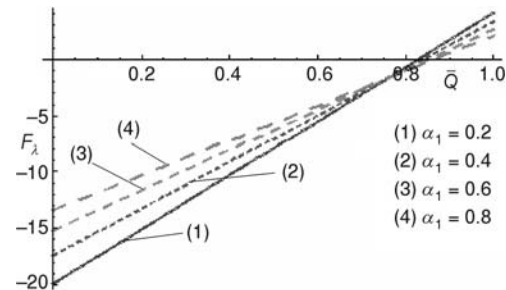 0.2 0.4 0.6 0.8 1.0
Q̄
−5
F_λ
−10
−15
−20
(4)
(3)
(2)
(1)
(1) α₁ = 0.2
(2) α₁ = 0.4
(3) α₁ = 0.6
(4) α₁ = 0.8